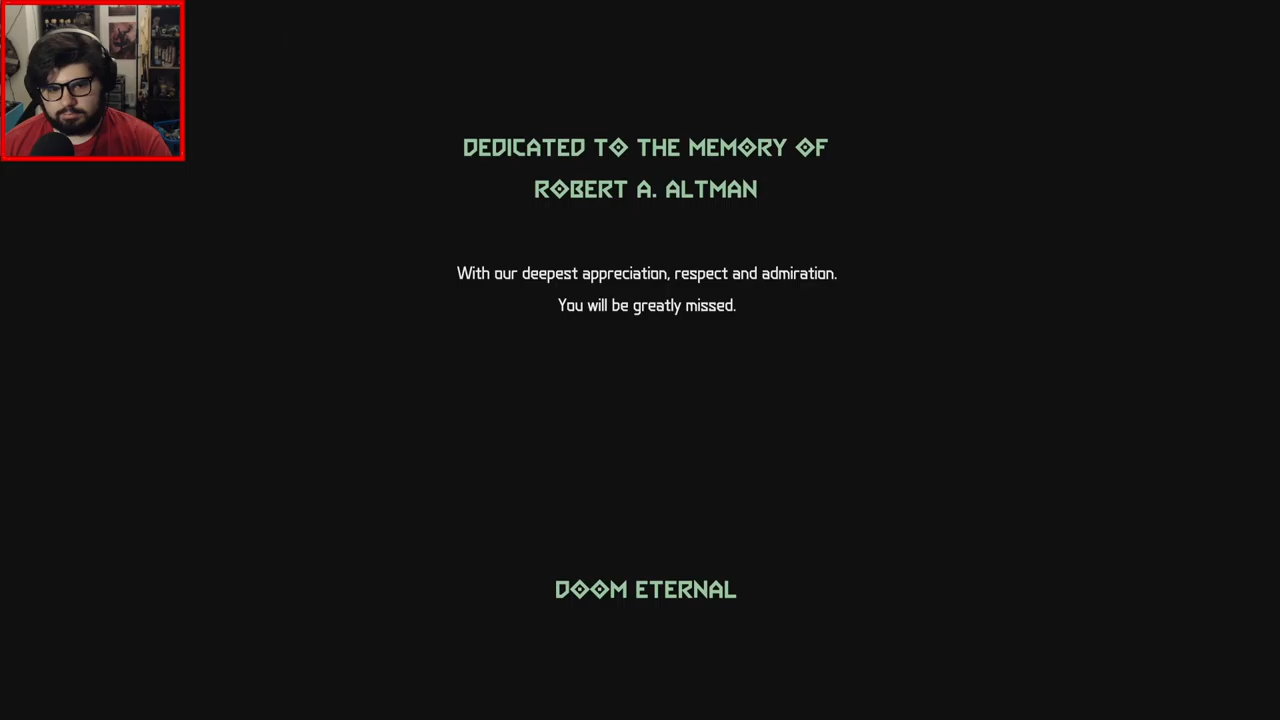 DEDICATED TO THE MEMORY OF
ROBERT A. ALTMAN
With our deepest appreciation, respect and admiration.
You will be greatly missed.
DOOM ETERNAL